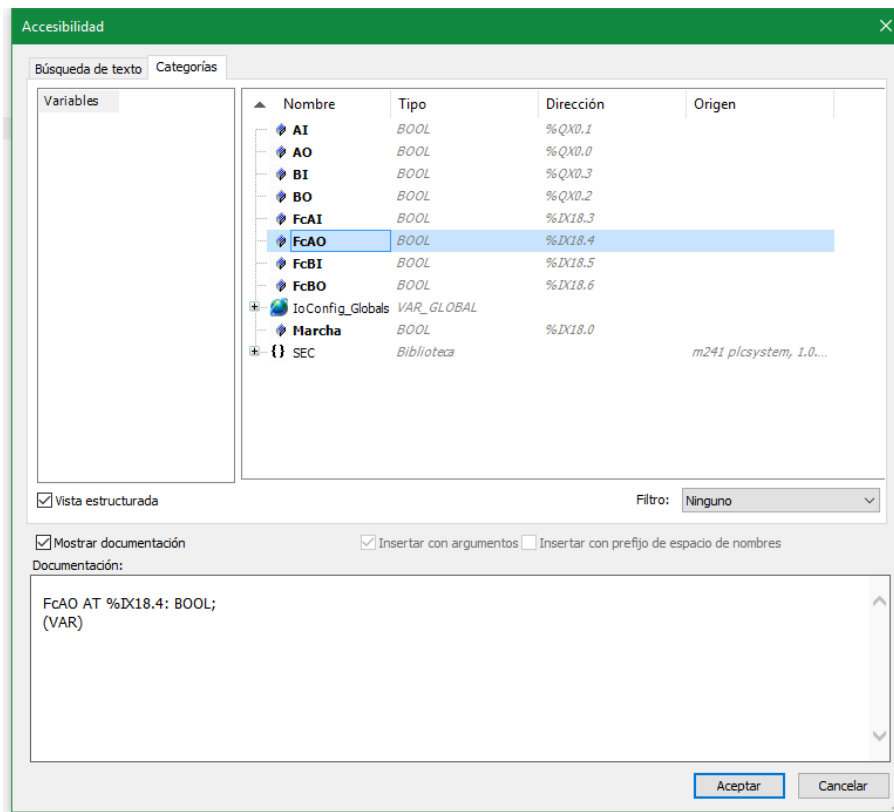 Accesibilidad
Búsqueda de texto Categorías
Variables
Nombre Tipo Dirección Origen
AI BOOL %QX0.1
AO BOOL %QX0.0
BI BOOL %QX0.3
BO BOOL %QX0.2
FcAI BOOL %IX18.3
FcAO BOOL %IX18.4
FcBI BOOL %IX18.5
FcBO BOOL %IX18.6
IoConfig_Globals VAR_GLOBAL
Marcha BOOL %IX18.0
{} SEC Biblioteca m241 plcsystem, 1.0....
Vista estructurada Filtro: Ninguno
Mostrar documentación Insertar con argumentos Insertar con prefijo de espacio de nombres
Documentación:
FcAO AT %IX18.4: BOOL;
(VAR)
Aceptar Cancelar